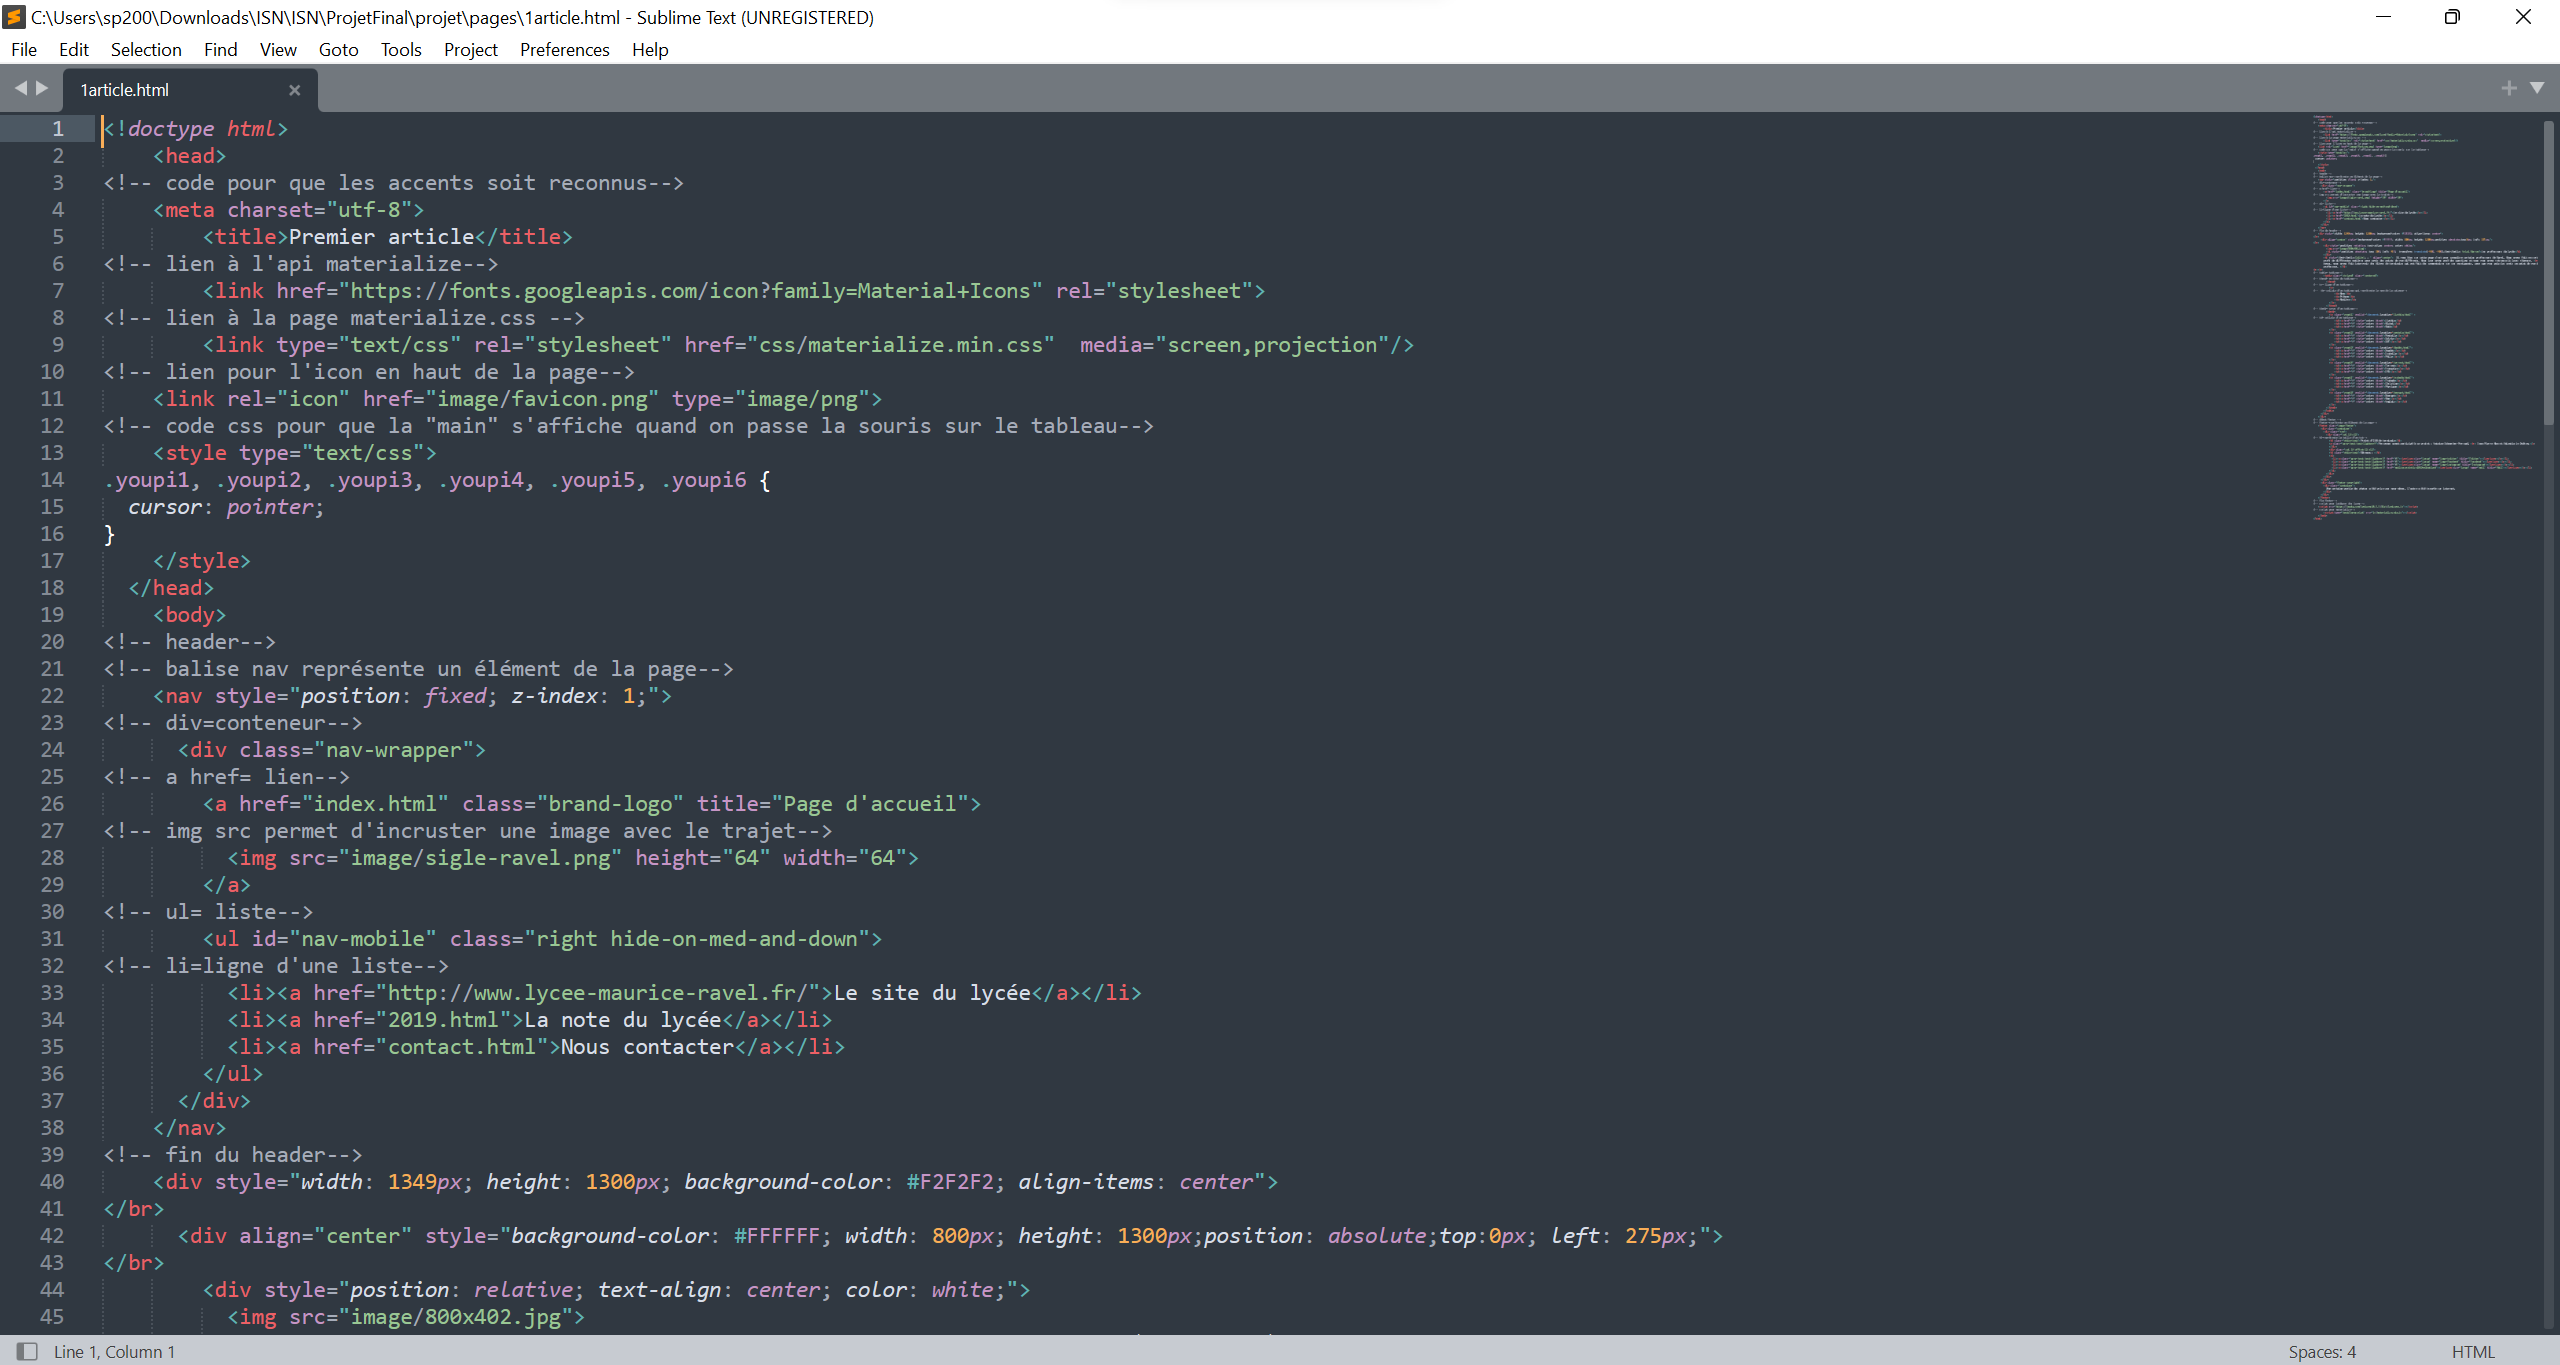 C:\Users\sp200\Downloads\ISN\ISN\ProjetFinal\projet\pages\1article.html - Sublime Text (UNREGISTERED)
File Edit Selection Find View Goto Tools Project Preferences Help
1article.html
1 <!doctype html>
2 <head>
3 <!-- code pour que les accents soit reconnus-->
4 <meta charset="utf-8">
5 <title>Premier article</title>
6 <!-- lien à l'api materialize-->
7 <link href="https://fonts.googleapis.com/icon?family=Material+Icons" rel="stylesheet">
8 <!-- lien à la page materialize.css -->
9 <link type="text/css" rel="stylesheet" href="css/materialize.min.css"  media="screen,projection"/>
10 <!-- lien pour l'icon en haut de la page-->
11 <link rel="icon" href="image/favicon.png" type="image/png">
12 <!-- code css pour que la "main" s'affiche quand on passe la souris sur le tableau-->
13 <style type="text/css">
14 .youpi1, .youpi2, .youpi3, .youpi4, .youpi5, .youpi6 {
15 cursor: pointer;
16 }
17 </style>
18 </head>
19 <body>
20 <!-- header-->
21 <!-- balise nav représente un élément de la page-->
22 <nav style="position: fixed; z-index: 1;">
23 <!-- div=conteneur-->
24 <div class="nav-wrapper">
25 <!-- a href= lien-->
26 <a href="index.html" class="brand-logo" title="Page d'accueil">
27 <!-- img src permet d'incruster une image avec le trajet-->
28 <img src="image/sigle-ravel.png" height="64" width="64">
29 </a>
30 <!-- ul= liste-->
31 <ul id="nav-mobile" class="right hide-on-med-and-down">
32 <!-- li=ligne d'une liste-->
33 <li><a href="http://www.lycee-maurice-ravel.fr/">Le site du lycée</a></li>
34 <li><a href="2019.html">La note du lycée</a></li>
35 <li><a href="contact.html">Nous contacter</a></li>
36 </ul>
37 </div>
38 </nav>
39 <!-- fin du header-->
40 <div style="width: 1349px; height: 1300px; background-color: #F2F2F2; align-items: center">
41 </br>
42 <div align="center" style="background-color: #FFFFFF; width: 800px; height: 1300px;position: absolute;top:0px; left: 275px;">
43 </br>
44 <div style="position: relative; text-align: center; color: white;">
45 <img src="image/800x402.jpg">
Line 1, Column 1 Spaces: 4 HTML